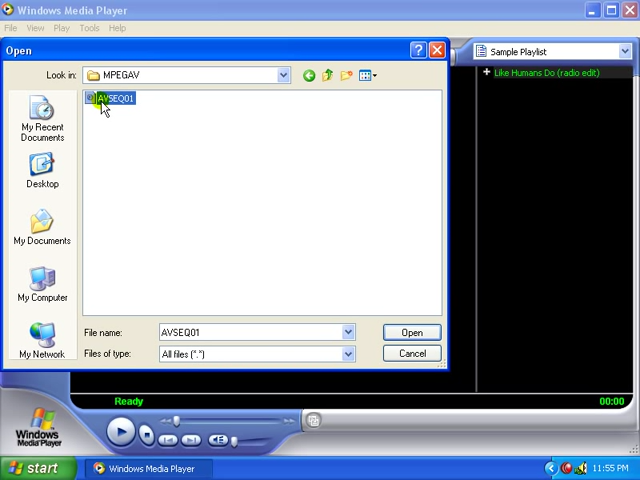 Windows Media Player
File View Play Tools Help
Open
Sample Playlist
Look in: MPEGAV
Like Humans Do (radio edit)
AVSEQ01
My Recent
Documents
Desktop
My Documents
My Computer
My Network
File name: AVSEQ01 Open
Files of type: All files (*.*) Cancel
Ready 00:00
Windows
Media Player
start Windows Media Player 11:55 PM